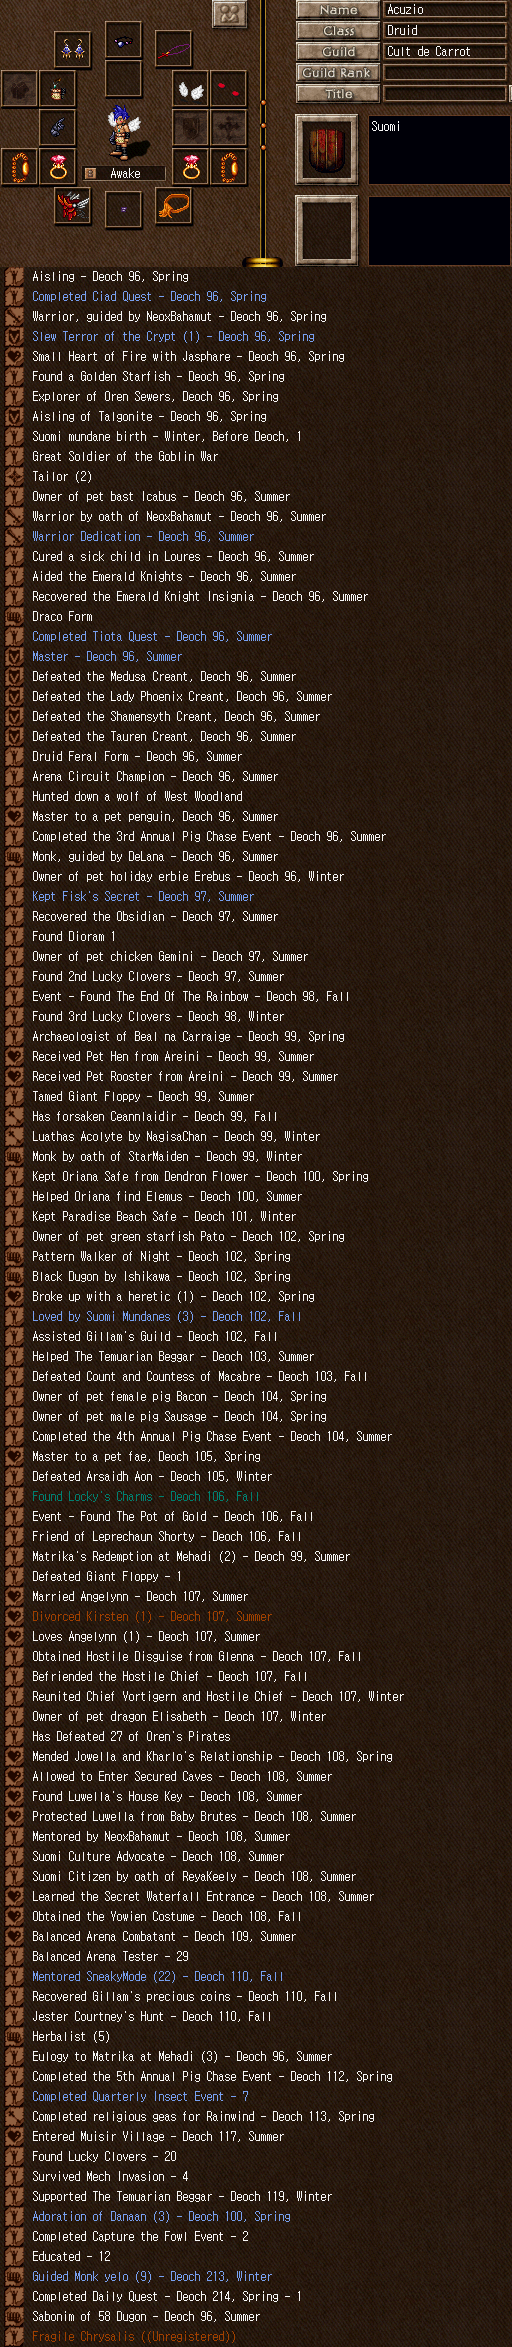 Name Acuzio
Class Druid
Guild Cult de Carrot
Guild Rank
Title
Suomi
Awake
Aisling - Deoch 96, Spring
Completed Ciad Quest - Deoch 96, Spring
Warrior, guided by NeoxBahamut - Deoch 96, Spring
Slew Terror of the Crypt (1) - Deoch 96, Spring
Small Heart of Fire with Jasphare - Deoch 96, Spring
Found a Golden Starfish - Deoch 96, Spring
Explorer of Oren Sewers, Deoch 96, Spring
Aisling of Talgonite - Deoch 96, Spring
Suomi mundane birth - Winter, Before Deoch, 1
Great Soldier of the Goblin War
Tailor (2)
Owner of pet bast Icabus - Deoch 96, Summer
Warrior by oath of NeoxBahamut - Deoch 96, Summer
Warrior Dedication - Deoch 96, Summer
Cured a sick child in Loures - Deoch 96, Summer
Aided the Emerald Knights - Deoch 96, Summer
Recovered the Emerald Knight Insignia - Deoch 96, Summer
Draco Form
Completed Tiota Quest - Deoch 96, Summer
Master - Deoch 96, Summer
Defeated the Medusa Creant, Deoch 96, Summer
Defeated the Lady Phoenix Creant, Deoch 96, Summer
Defeated the Shamensyth Creant, Deoch 96, Summer
Defeated the Tauren Creant, Deoch 96, Summer
Druid Feral Form - Deoch 96, Summer
Arena Circuit Champion - Deoch 96, Summer
Hunted down a wolf of West Woodland
Master to a pet penguin, Deoch 96, Summer
Completed the 3rd Annual Pig Chase Event - Deoch 96, Summer
Monk, guided by DeLana - Deoch 96, Summer
Owner of pet holiday erbie Erebus - Deoch 96, Winter
Kept Fisk's Secret - Deoch 97, Summer
Recovered the Obsidian - Deoch 97, Summer
Found Dioram 1
Owner of pet chicken Gemini - Deoch 97, Summer
Found 2nd Lucky Clovers - Deoch 97, Summer
Event - Found The End Of The Rainbow - Deoch 98, Fall
Found 3rd Lucky Clovers - Deoch 98, Winter
Archaeologist of Beal na Carraige - Deoch 99, Spring
Received Pet Hen from Areini - Deoch 99, Summer
Received Pet Rooster from Areini - Deoch 99, Summer
Tamed Giant Floppy - Deoch 99, Summer
Has forsaken Ceannlaidir - Deoch 99, Fall
Luathas Acolyte by NagisaChan - Deoch 99, Winter
Monk by oath of StarMaiden - Deoch 99, Winter
Kept Oriana Safe from Dendron Flower - Deoch 100, Spring
Helped Oriana find Elemus - Deoch 100, Summer
Kept Paradise Beach Safe - Deoch 101, Winter
Owner of pet green starfish Pato - Deoch 102, Spring
Pattern Walker of Night - Deoch 102, Spring
Black Dugon by Ishikawa - Deoch 102, Spring
Broke up with a heretic (1) - Deoch 102, Spring
Loved by Suomi Mundanes (3) - Deoch 102, Fall
Assisted Gillam's Guild - Deoch 102, Fall
Helped The Temuarian Beggar - Deoch 103, Summer
Defeated Count and Countess of Macabre - Deoch 103, Fall
Owner of pet female pig Bacon - Deoch 104, Spring
Owner of pet male pig Sausage - Deoch 104, Spring
Completed the 4th Annual Pig Chase Event - Deoch 104, Summer
Master to a pet fae, Deoch 105, Spring
Defeated Arsaidh Aon - Deoch 105, Winter
Found Locky's Charms - Deoch 106, Fall
Event - Found The Pot of Gold - Deoch 106, Fall
Friend of Leprechaun Shorty - Deoch 106, Fall
Matrika's Redemption at Mehadi (2) - Deoch 99, Summer
Defeated Giant Floppy - 1
Married Angelynn - Deoch 107, Summer
Divorced Kirsten (1) - Deoch 107, Summer
Loves Angelynn (1) - Deoch 107, Summer
Obtained Hostile Disguise from Glenna - Deoch 107, Fall
Befriended the Hostile Chief - Deoch 107, Fall
Reunited Chief Vortigern and Hostile Chief - Deoch 107, Winter
Owner of pet dragon Elisabeth - Deoch 107, Winter
Has Defeated 27 of Oren's Pirates
Mended Jowella and Kharlo's Relationship - Deoch 108, Spring
Allowed to Enter Secured Caves - Deoch 108, Summer
Found Luwella's House Key - Deoch 108, Summer
Protected Luwella from Baby Brutes - Deoch 108, Summer
Mentored by NeoxBahamut - Deoch 108, Summer
Suomi Culture Advocate - Deoch 108, Summer
Suomi Citizen by oath of ReyaKeely - Deoch 108, Summer
Learned the Secret Waterfall Entrance - Deoch 108, Summer
Obtained the Yowien Costume - Deoch 108, Fall
Balanced Arena Combatant - Deoch 109, Summer
Balanced Arena Tester - 29
Mentored SneakyMode (22) - Deoch 110, Fall
Recovered Gillam's precious coins - Deoch 110, Fall
Jester Courtney's Hunt - Deoch 110, Fall
Herbalist (5)
Eulogy to Matrika at Mehadi (3) - Deoch 96, Summer
Completed the 5th Annual Pig Chase Event - Deoch 112, Spring
Completed Quarterly Insect Event - 7
Completed religious geas for Rainwind - Deoch 113, Spring
Entered Muisir Village - Deoch 117, Summer
Found Lucky Clovers - 20
Survived Mech Invasion - 4
Supported The Temuarian Beggar - Deoch 119, Winter
Adoration of Danaan (3) - Deoch 100, Spring
Completed Capture the Fowl Event - 2
Educated - 12
Guided Monk yelo (9) - Deoch 213, Winter
Completed Daily Quest - Deoch 214, Spring - 1
Sabonim of 58 Dugon - Deoch 96, Summer
Fragile Chrysalis ((Unregistered))